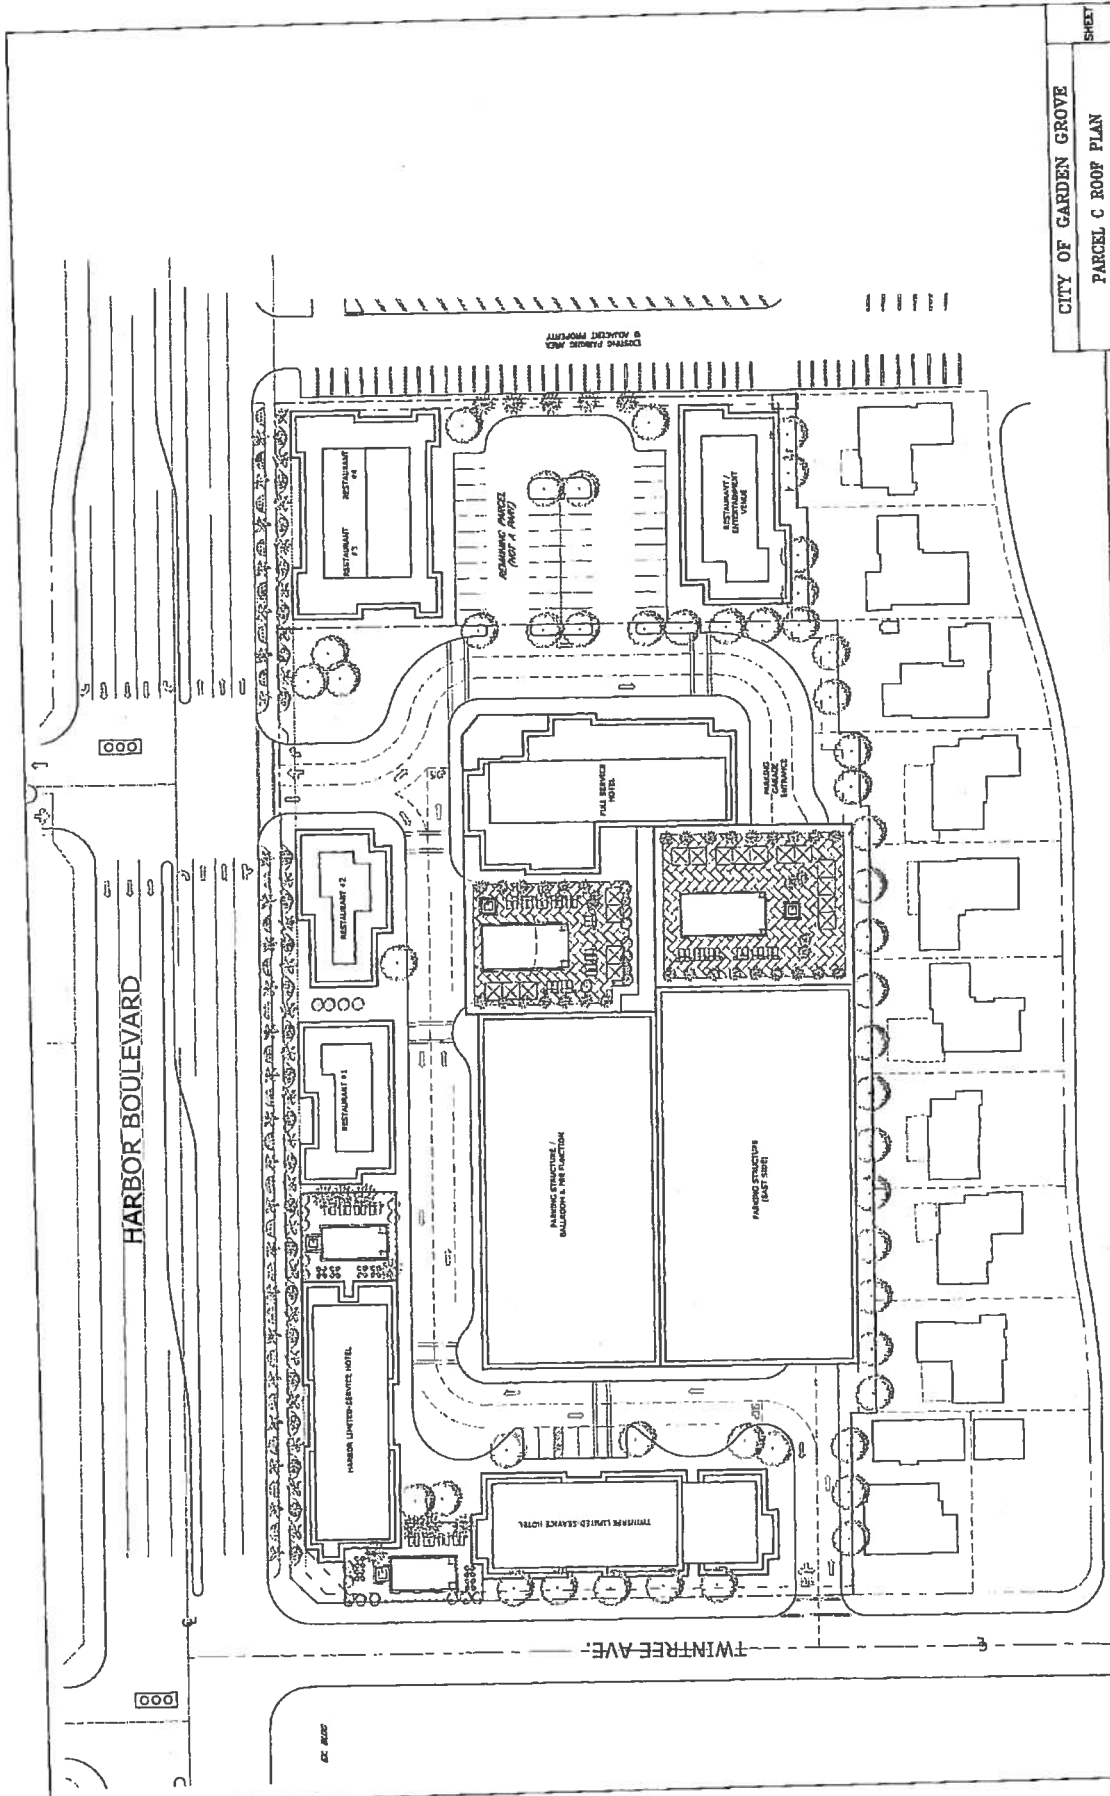 CITY OF GARDEN GROVE
SHEET
PARCEL C ROOF PLAN
HARBOR BOULEVARD
TWINTREE AVE.
EXISTING PARKING AREA
@ ADJACENT PROPERTY
RESTAURANT
#3
RESTAURANT
#4
REMAINING PARCEL
(NOT A PART)
RESTAURANT /
ENTERTAINMENT
VENUE
FULL SERVICE
HOTEL
PARKING
GARAGE
ENTRANCE
RESTAURANT #2
RESTAURANT #1
PARKING STRUCTURE /
BALLROOM & PRE FUNCTION
PARKING STRUCTURE
(EAST SIDE)
HARBOR LIMITED-SERVICE HOTEL
TWINTREE LIMITED-SERVICE HOTEL
EX. BLDG